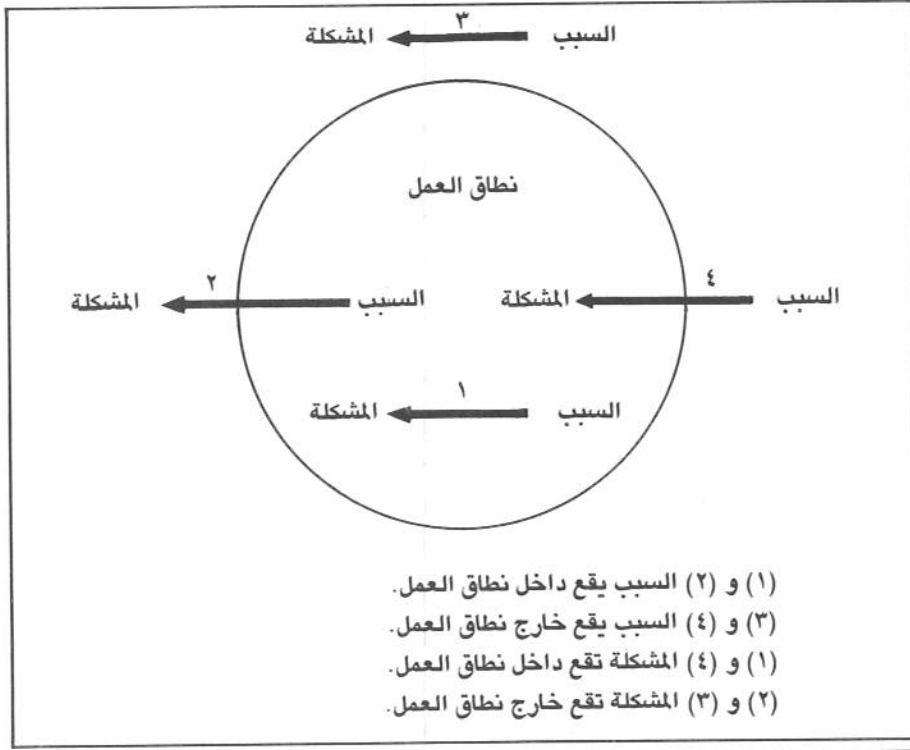 السبب ٣ المشكلة
نطاق العمل
السبب ٤ المشكلة
السبب ٢ المشكلة
السبب ١ المشكلة
(١) و (٢) السبب يقع داخل نطاق العمل.
(٣) و (٤) السبب يقع خارج نطاق العمل.
(١) و (٤) المشكلة تقع داخل نطاق العمل.
(٢) و (٣) المشكلة تقع خارج نطاق العمل.